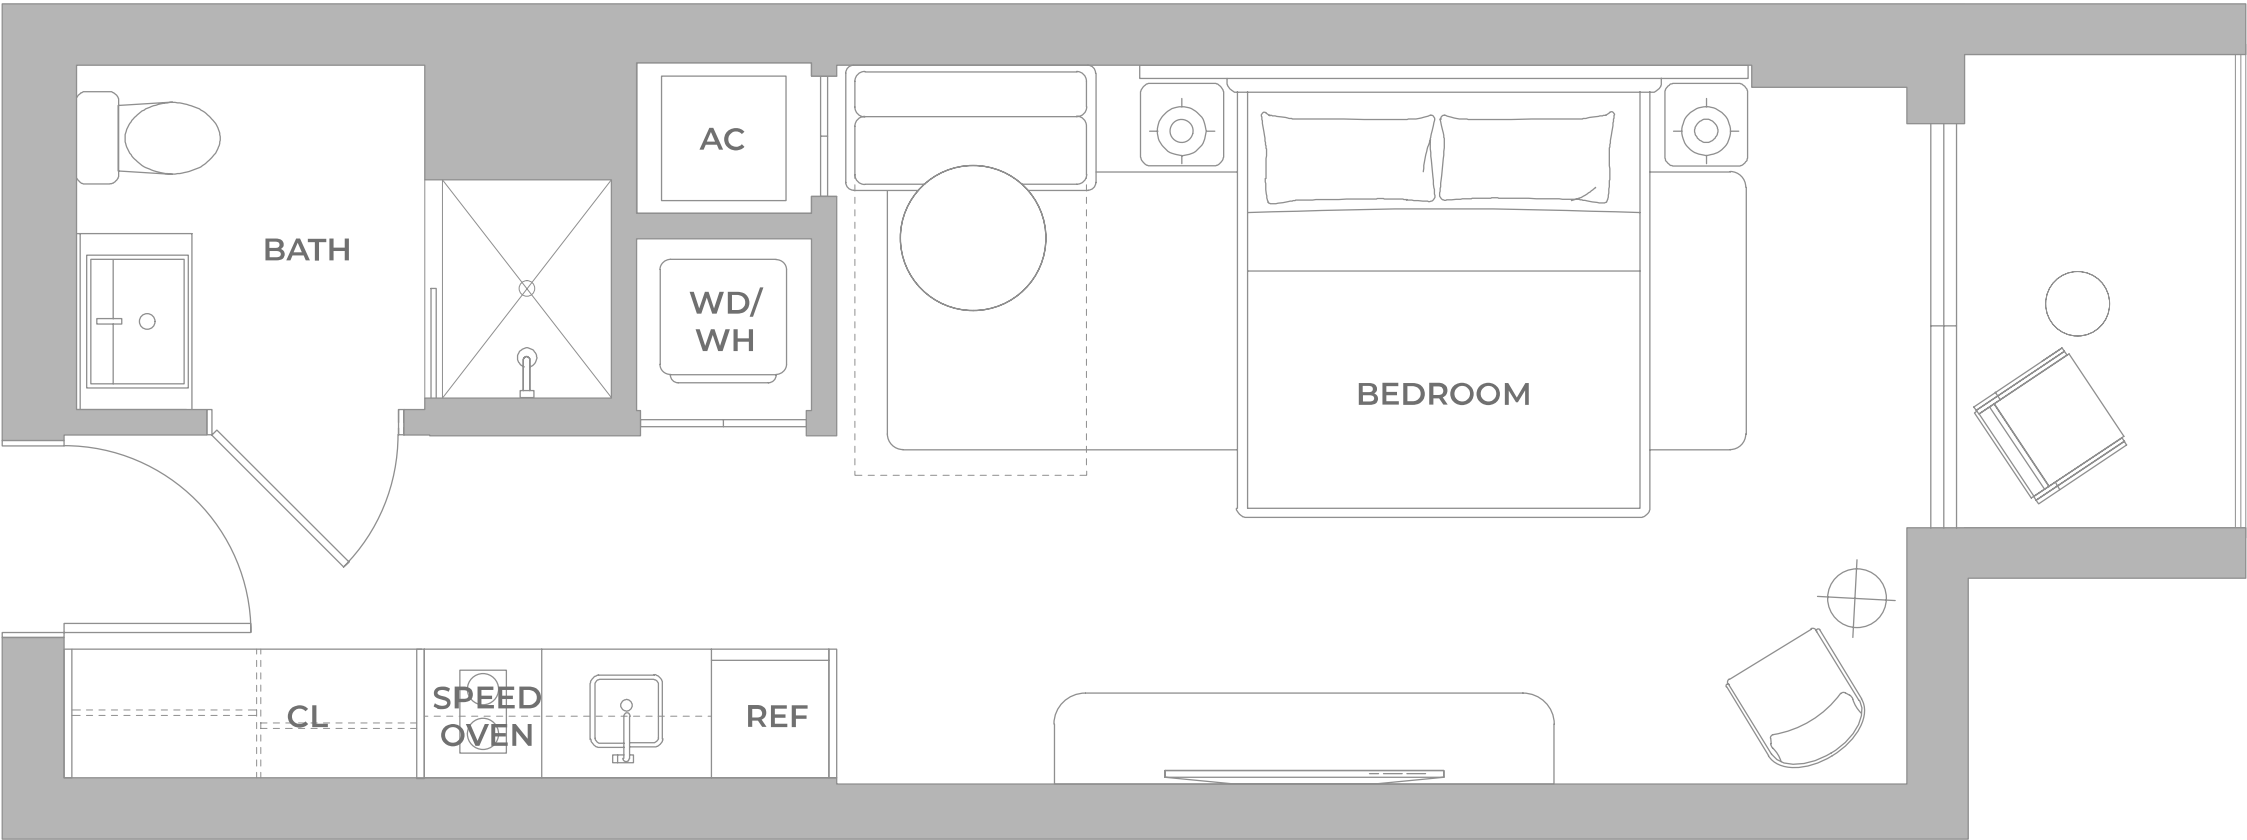 AC
BATH
WD/
WH
BEDROOM
CL
SPEED
OVEN
REF